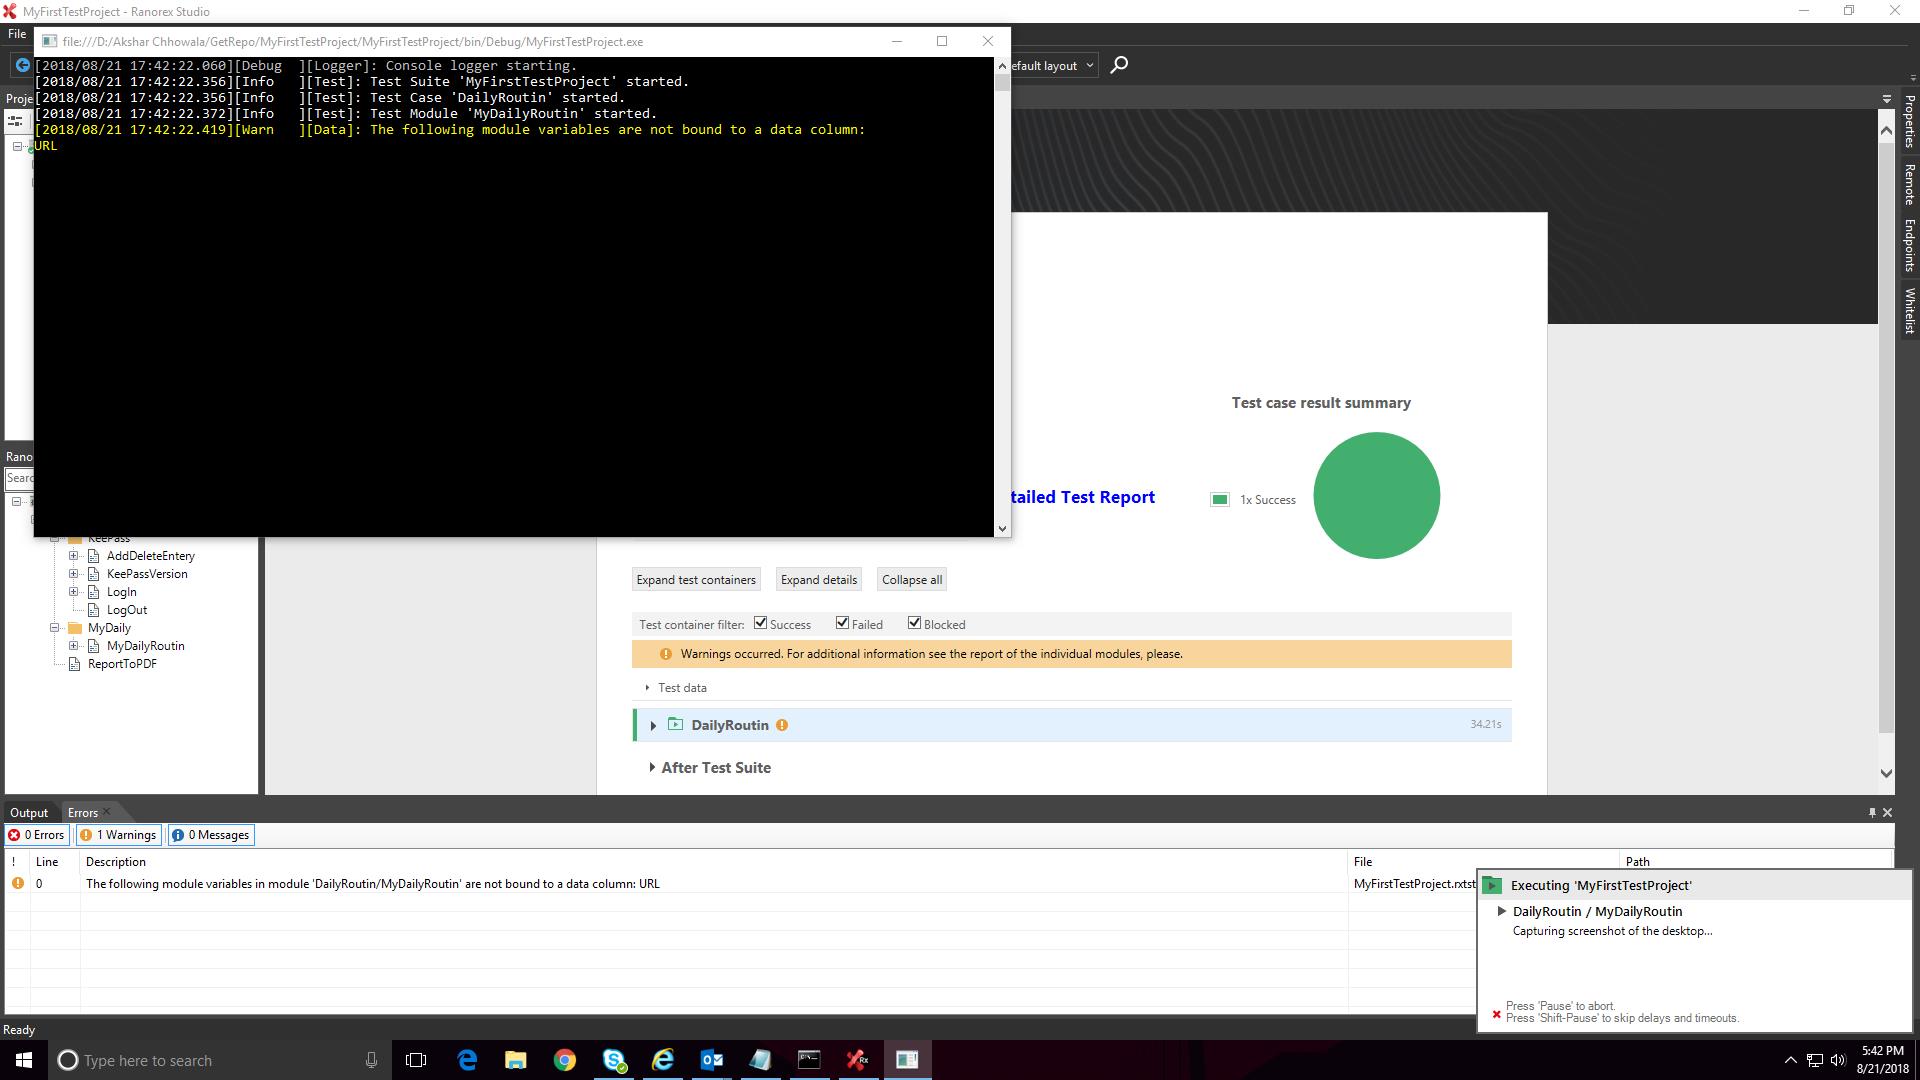 MyFirstTestProject - Ranorex Studio
File
file:///D:/Akshar Chhowala/GetRepo/MyFirstTestProject/MyFirstTestProject/bin/Debug/MyFirstTestProject.exe
[2018/08/21 17:42:22.060][Debug  ][Logger]: Console logger starting.
[2018/08/21 17:42:22.356][Info   ][Test]: Test Suite 'MyFirstTestProject' started.
[2018/08/21 17:42:22.356][Info   ][Test]: Test Case 'DailyRoutin' started.
[2018/08/21 17:42:22.372][Info   ][Test]: Test Module 'MyDailyRoutin' started.
[2018/08/21 17:42:22.419][Warn   ][Data]: The following module variables are not bound to a data column:
URL
efault layout
Proje
Properties
Remote
Endpoints
Whitelist
Rano
Searc
KeePass
AddDeleteEntery
KeePassVersion
LogIn
LogOut
MyDaily
MyDailyRoutin
ReportToPDF
Test case result summary
tailed Test Report
1x Success
Expand test containers
Expand details
Collapse all
Test container filter:
Success
Failed
Blocked
Warnings occurred. For additional information see the report of the individual modules, please.
Test data
DailyRoutin
34.21s
After Test Suite
Output
Errors
0 Errors
1 Warnings
0 Messages
! Line Description File Path
0 The following module variables in module 'DailyRoutin/MyDailyRoutin' are not bound to a data column: URL MyFirstTestProject.rxtst
Executing 'MyFirstTestProject'
DailyRoutin / MyDailyRoutin
Capturing screenshot of the desktop...
Press 'Pause' to abort.
Press 'Shift-Pause' to skip delays and timeouts.
Ready
Type here to search
5:42 PM
8/21/2018